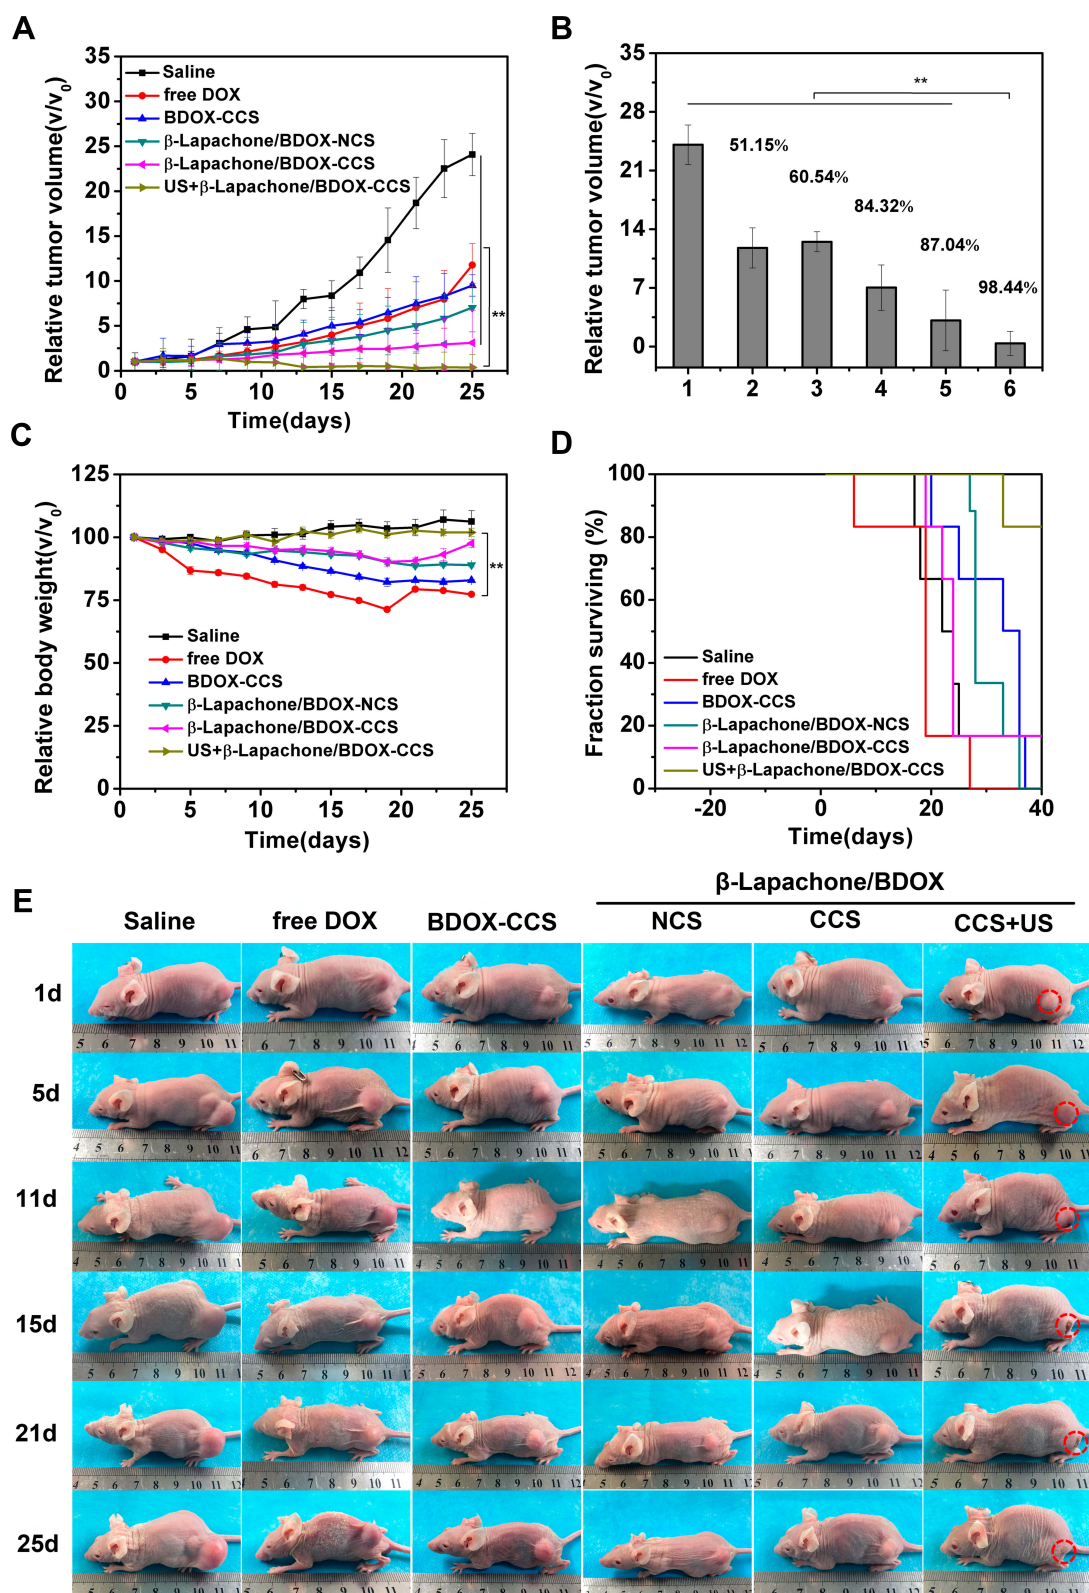 A
Relative tumor volume(v/v0)
35
30
25
20
15
10
5
0
Saline
free DOX
BDOX-CCS
β-Lapachone/BDOX-NCS
β-Lapachone/BDOX-CCS
US+β-Lapachone/BDOX-CCS
**
0 5 10 15 20 25
Time(days)
B
Relative tumor volume(v/v0)
35
28
21
14
7
0
**
51.15%
60.54%
84.32%
87.04%
98.44%
1 2 3 4 5 6
C
Relative body weight(v/v0)
125
100
75
50
25
0
**
Saline
free DOX
BDOX-CCS
β-Lapachone/BDOX-NCS
β-Lapachone/BDOX-CCS
US+β-Lapachone/BDOX-CCS
0 5 10 15 20 25
Time(days)
D
Fraction surviving (%)
100
80
60
40
20
0
Saline
free DOX
BDOX-CCS
β-Lapachone/BDOX-NCS
β-Lapachone/BDOX-CCS
US+β-Lapachone/BDOX-CCS
-20 0 20 40
Time(days)
E
β-Lapachone/BDOX
Saline free DOX BDOX-CCS NCS CCS CCS+US
1d
5d
11d
15d
21d
25d